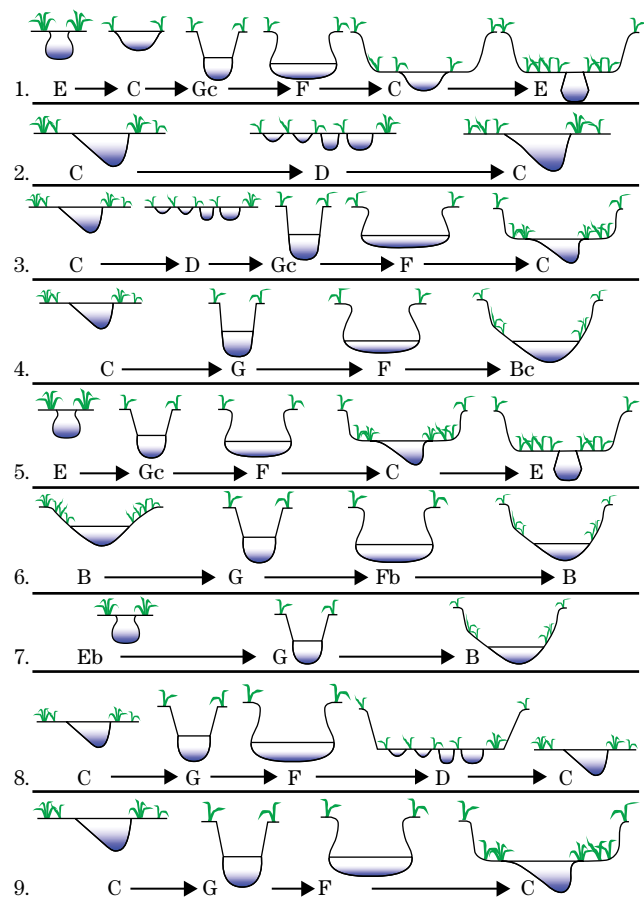 1. E C Gc F C E
2. C D C
3. C D Gc F C
4. C G F Bc
5. E Gc F C E
6. B G Fb B
7. Eb G B
8. C G F D C
9. C G F C